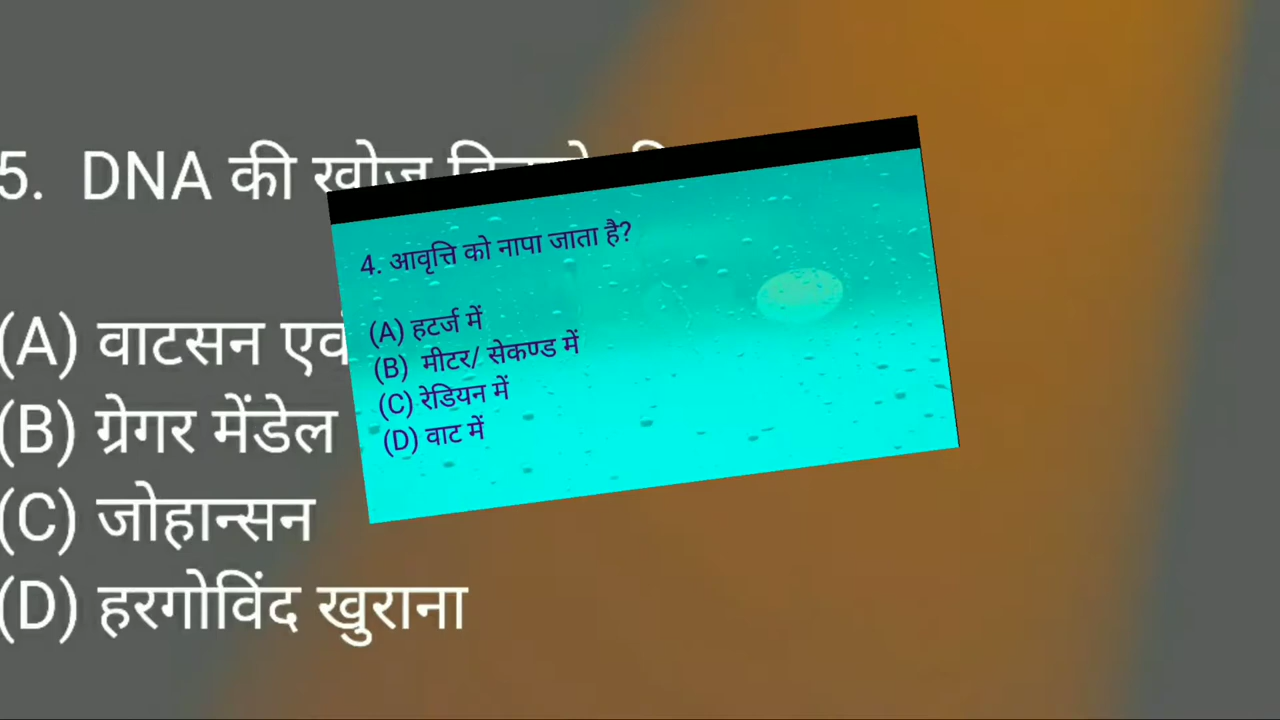 5. DNA की खोज
(A) वाटसन
(B) ग्रेगर मेंडेल
(C) जोहान्सन
(D) हरगोविंद खुराना
4. आवृत्ति को नापा जाता है?
(A) हटर्ज में
(B) मीटर/ सेकण्ड में
(C) रेडियन में
(D) वाट में